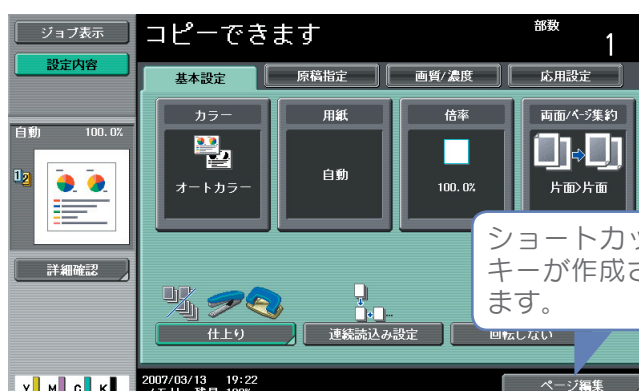 ジョブ表示
コピーできます
部数
1
設定内容
基本設定
原稿指定
画質/濃度
応用設定
カラー
用紙
倍率
両面/ページ集約
自動 100.0%
オートカラー
自動
100.0%
片面>片面
ショートカッ
キーが作成さ
ます。
詳細確認
仕上り
連続読込み設定
回転しない
2007/03/13 19:22
ページ編集
Y M C K
100%